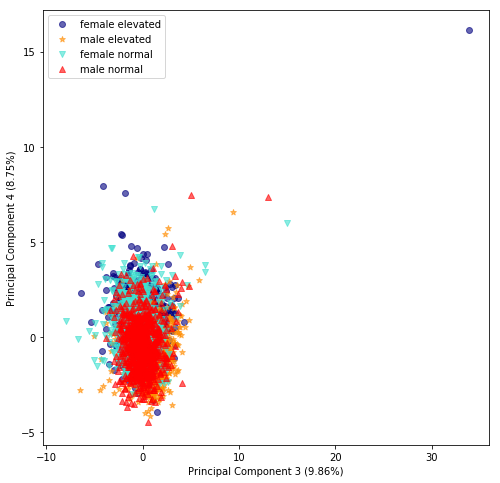 female elevated
male elevated
female normal
male normal
15
10
5
0
−5
Principal Component 4 (8.75%)
−10
0
10
20
30
Principal Component 3 (9.86%)